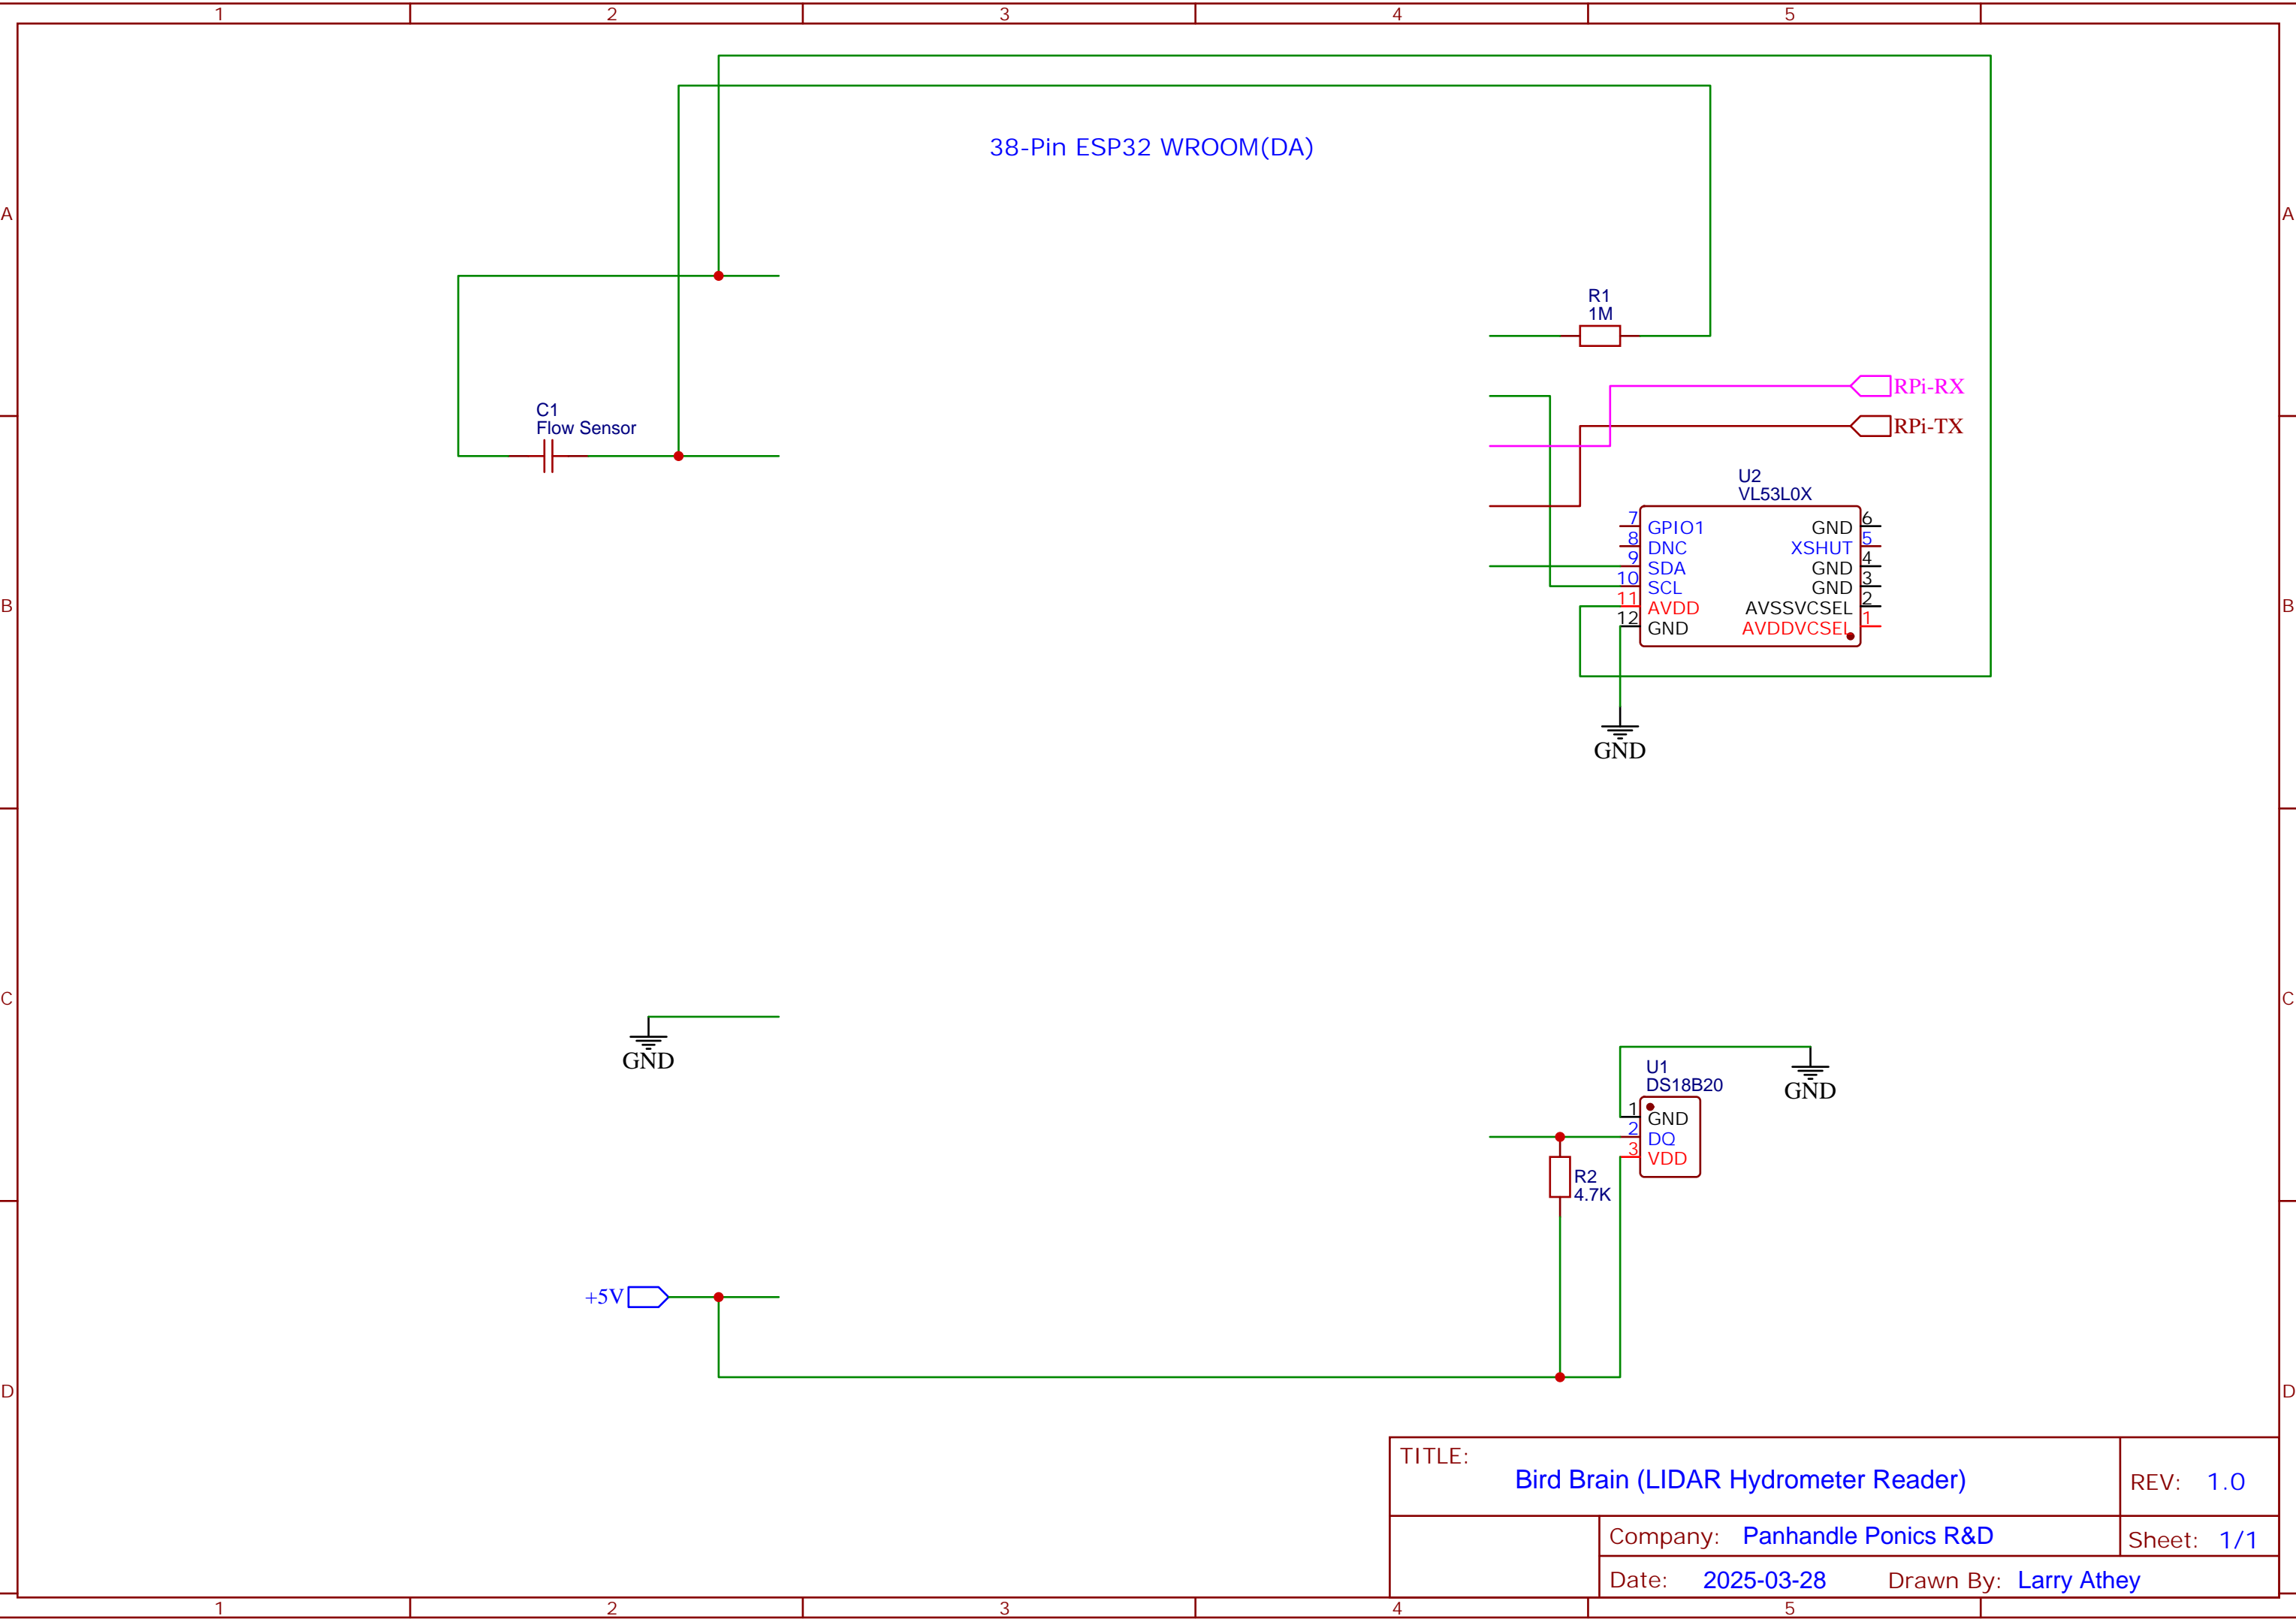 1 2 3 4 5
38-Pin ESP32 WROOM(DA)
A A
R1
1M
RPi-RX
C1
Flow Sensor
RPi-TX
U2
VL53L0X
7 GPIO1 GND 6
8 DNC XSHUT 5
9 SDA GND 4
10 SCL GND 3
11 AVDD AVSSVCSEL 2
12 GND AVDDVCSEL 1
B B
GND
C C
GND
U1
DS18B20
GND
1 GND
2 DQ
3 VDD
R2
4.7K
+5V
D D
TITLE:
Bird Brain (LIDAR Hydrometer Reader)
REV: 1.0
Company: Panhandle Ponics R&D
Sheet: 1/1
Date: 2025-03-28 Drawn By: Larry Athey
1 2 3 4 5